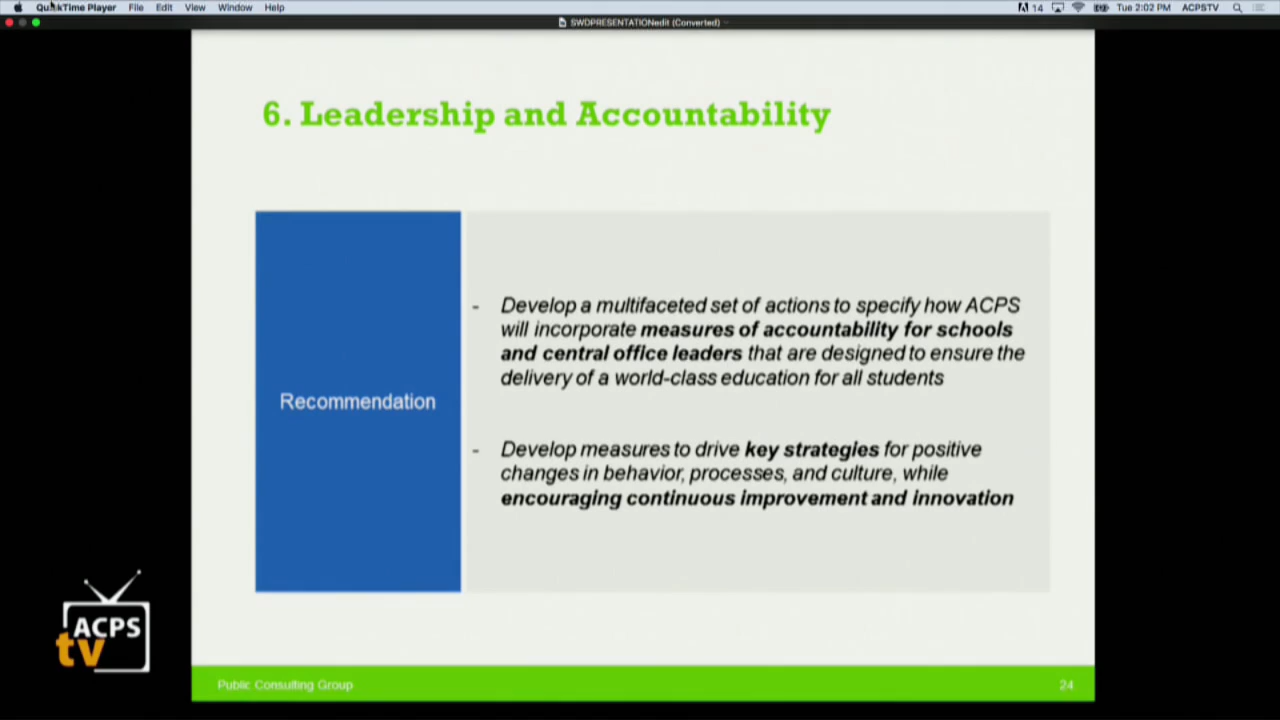 QuickTime Player File Edit View Window Help
14 Tue 2:02 PM ACPSTV
SWDPRESENTATIONedit (Converted)
6. Leadership and Accountability
Recommendation
- Develop a multifaceted set of actions to specify how ACPS
will incorporate measures of accountability for schools
and central office leaders that are designed to ensure the
delivery of a world-class education for all students
- Develop measures to drive key strategies for positive
changes in behavior, processes, and culture, while
encouraging continuous improvement and innovation
ACPS
tv
Public Consulting Group
24